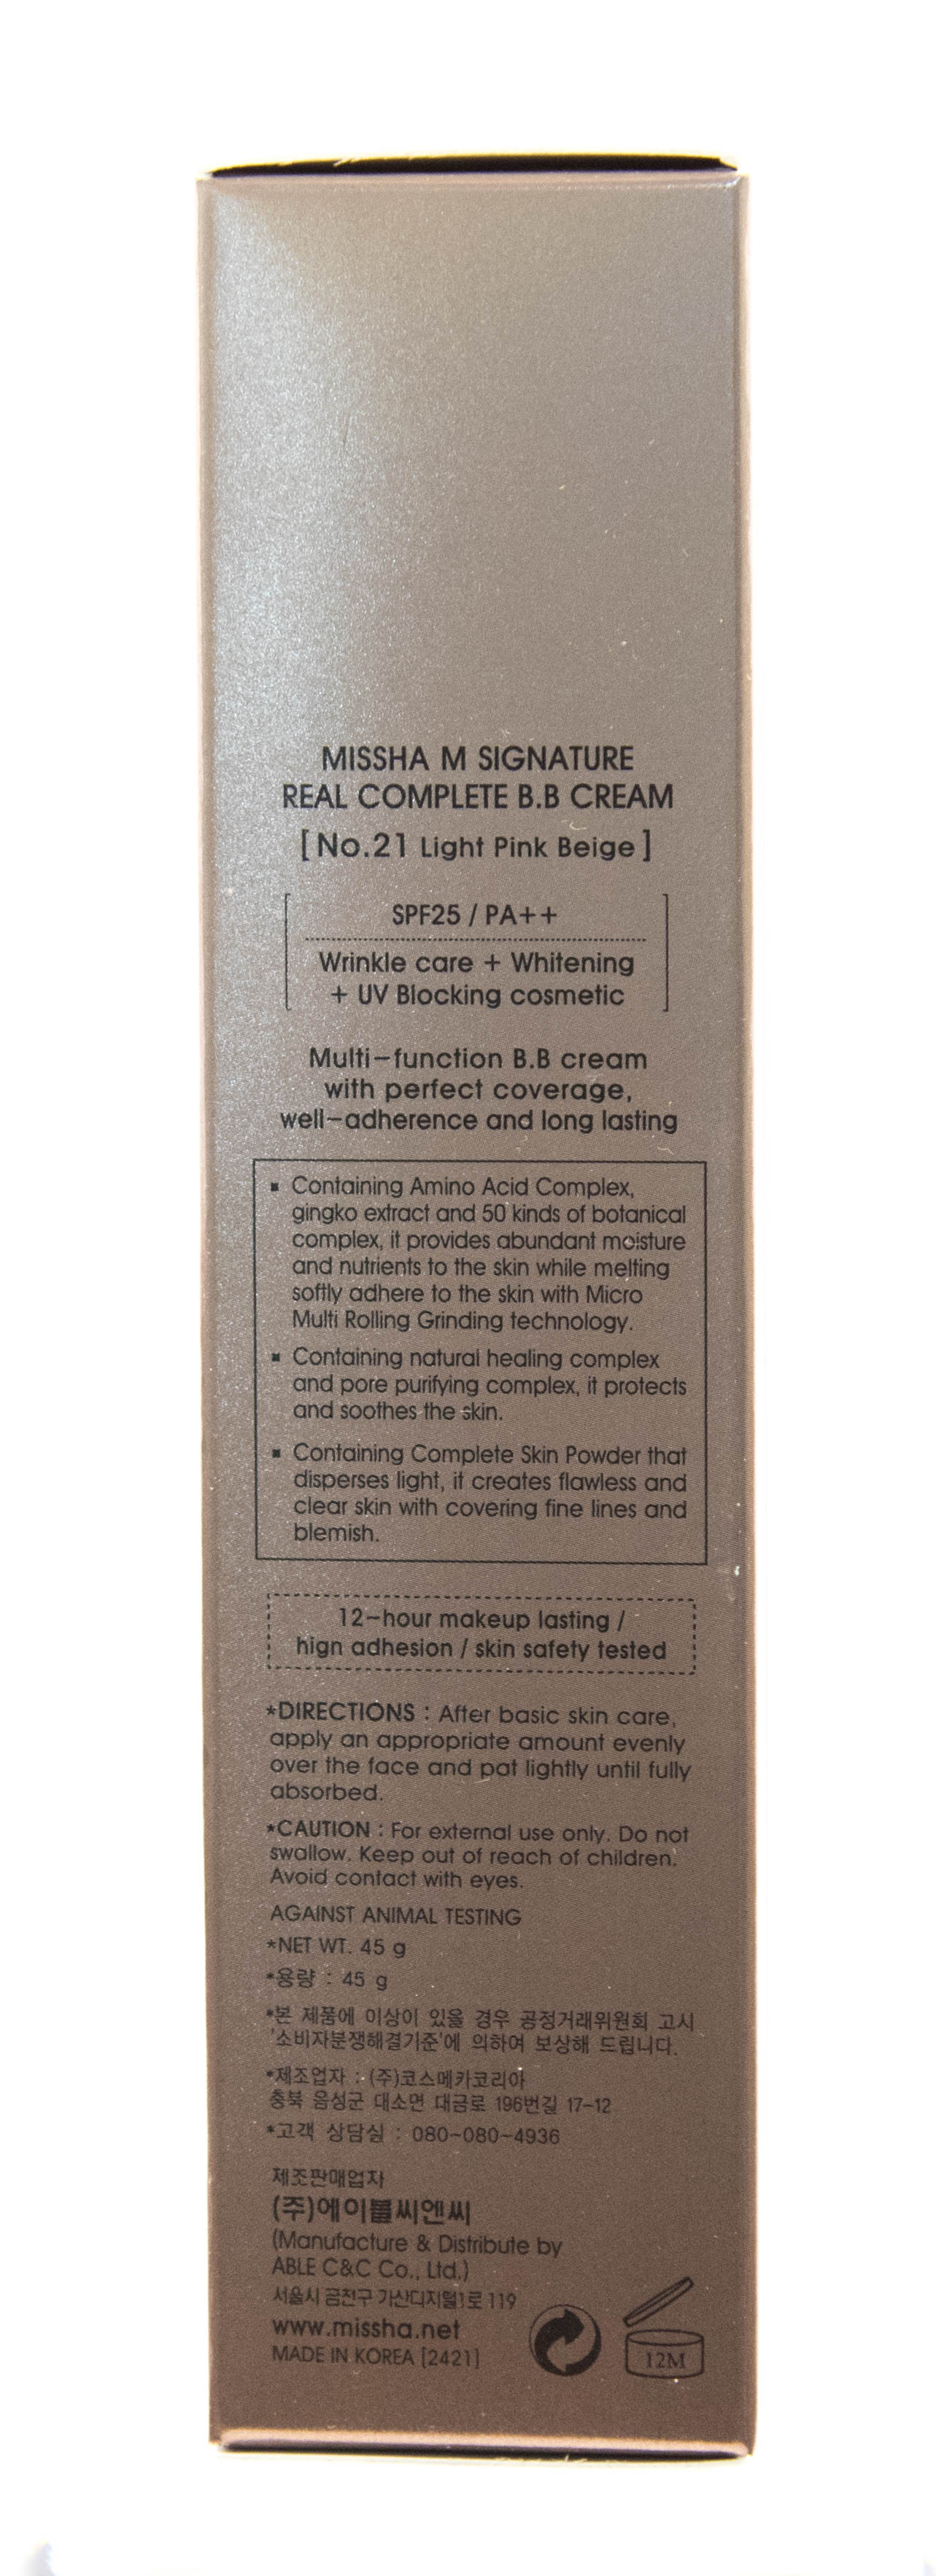 MISSHA M SIGNATURE
REAL COMPLETE B.B CREAM
[No.21 Light Pink Beige]
SPF25 / PA++
Wrinkle care + Whitening
+ UV Blocking cosmetic
Multi-function B.B cream
with perfect coverage,
well-adherence and long lasting
▪ Containing Amino Acid Complex,
gingko extract and 50 kinds of botanical
complex, it provides abundant moisture
and nutrients to the skin while melting
softly adhere to the skin with Micro
Multi Rolling Grinding technology.
▪ Containing natural healing complex
and pore purifying complex, it protects
and soothes the skin.
▪ Containing Complete Skin Powder that
disperses light, it creates flawless and
clear skin with covering fine lines and
blemish.
12-hour makeup lasting /
hign adhesion / skin safety tested
*DIRECTIONS : After basic skin care,
apply an appropriate amount evenly
over the face and pat lightly until fully
absorbed.
*CAUTION : For external use only. Do not
swallow. Keep out of reach of children.
Avoid contact with eyes.
AGAINST ANIMAL TESTING
*NET WT. 45 g
*용량 : 45 g
*본 제품에 이상이 있을 경우 공정거래위원회 고시
'소비자분쟁해결기준'에 의하여 보상해 드립니다.
*제조업자 : (주)코스메카코리아
충북 음성군 대소면 대금로 196번길 17-12
*고객 상담실 : 080-080-4936
제조판매업자
(주)에이블씨엔씨
(Manufacture & Distribute by
ABLE C&C Co., Ltd.)
서울시 금천구 가산디지털1로 119
www.missha.net
MADE IN KOREA [2421]
12M